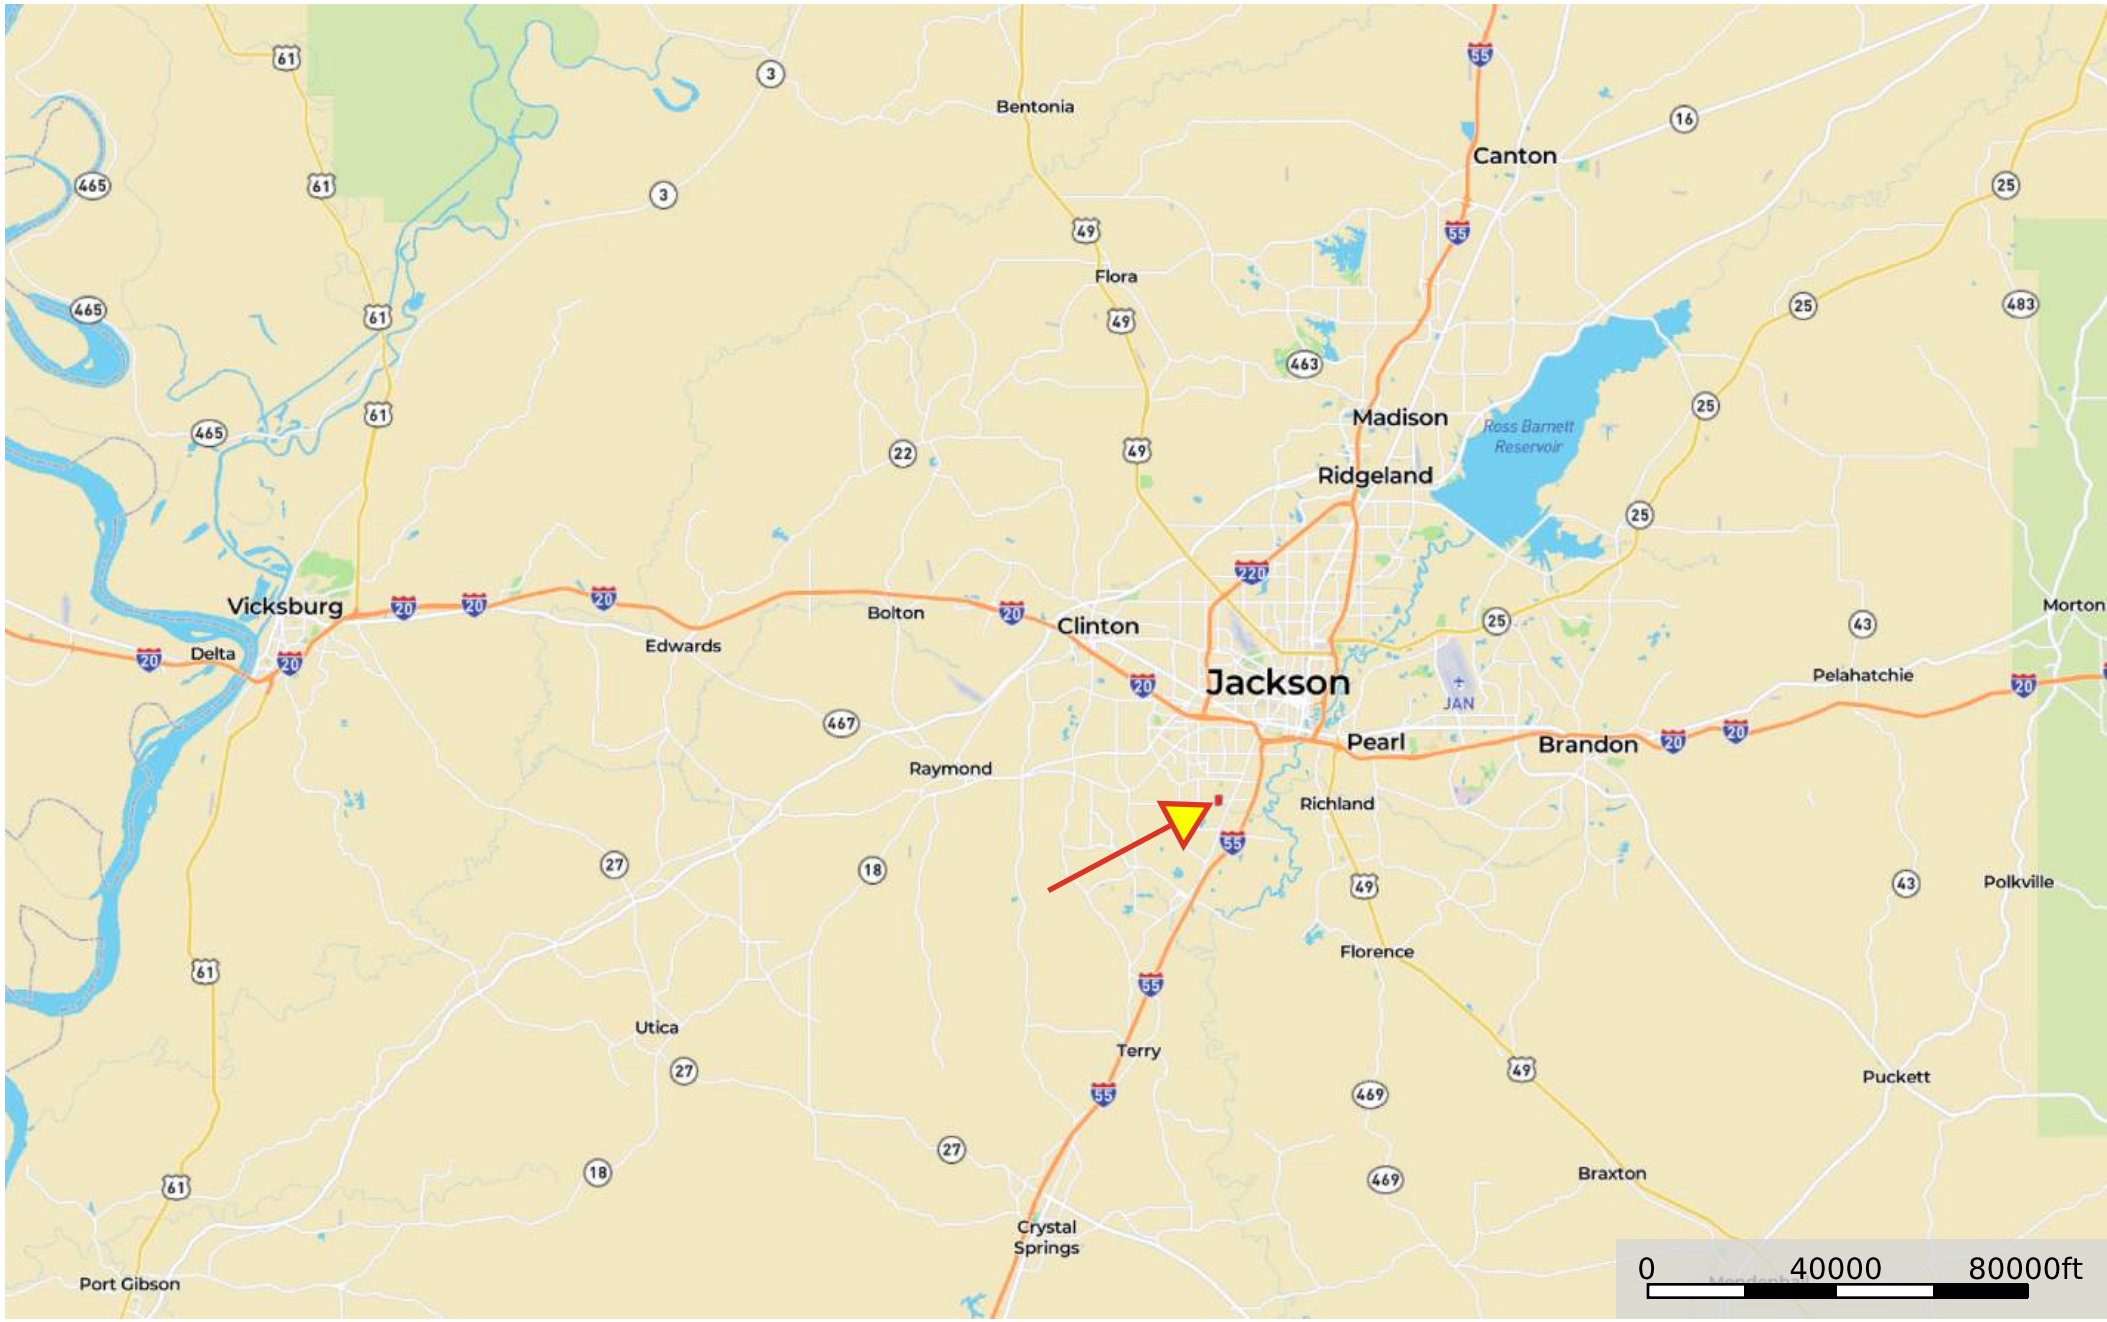 61
3
55
Bentonia
16
Canton
465
61
3
25
49
55
Flora
465
61
49
25
483
463
61
Madison
25
Ross Barnett
Reservoir
465
22
49
Ridgeland
25
220
Vicksburg
20
20
20
Bolton
20
Clinton
25
43
Morton
Delta
20
20
Edwards
Jackson
20
JAN
Pelahatchie
20
467
Pearl
Brandon
20
20
Raymond
Richland
55
27
18
49
43
Polkville
Florence
61
55
Utica
Terry
27
49
Puckett
55
469
27
18
61
469
Braxton
Crystal
Springs
Port Gibson
0 40000 80000ft
Mendenhall